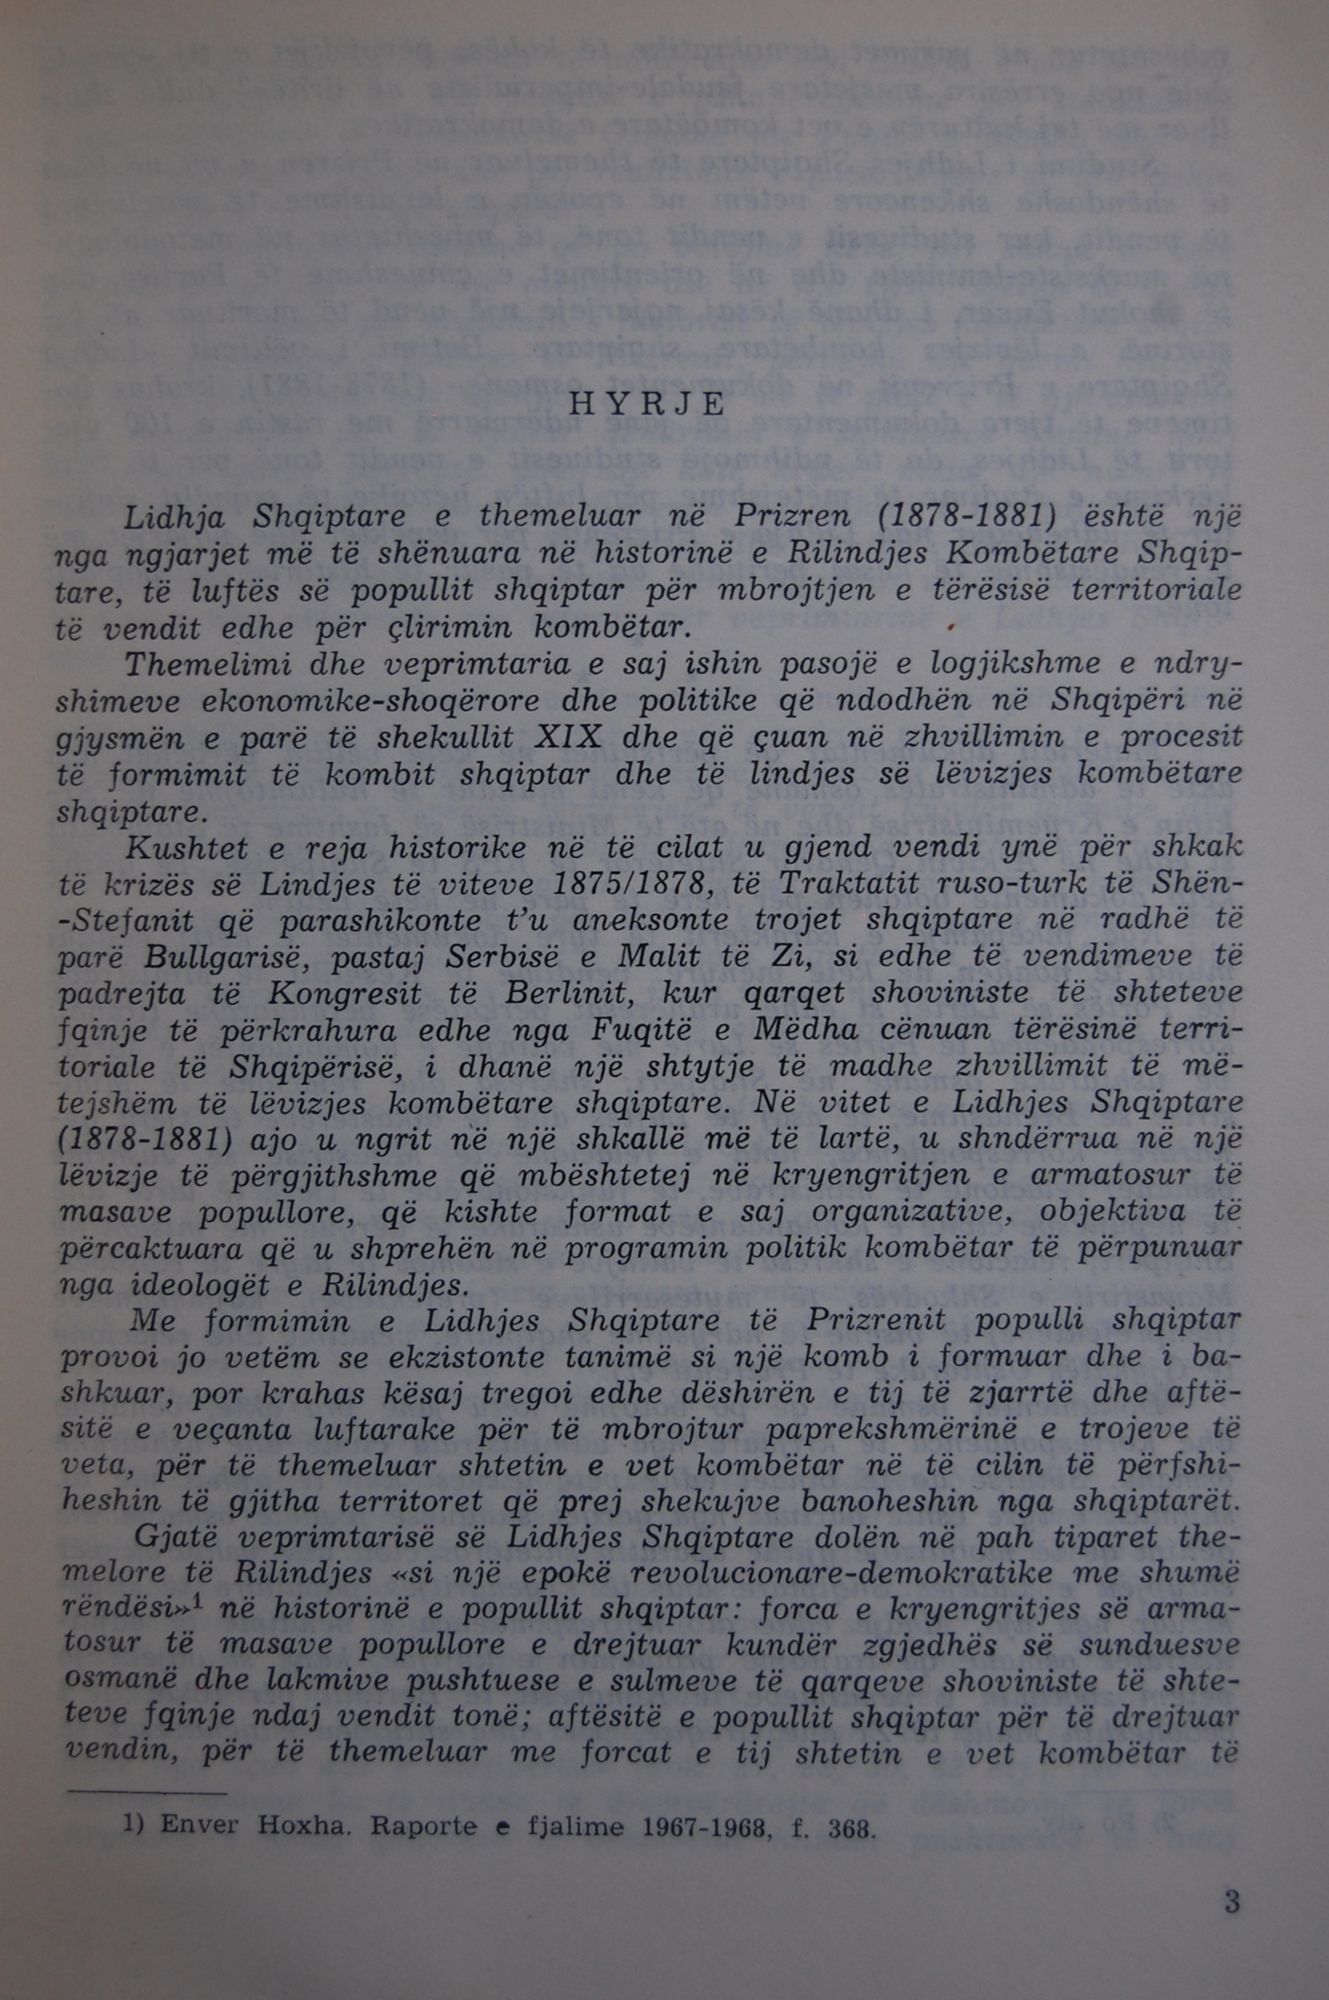 HYRJE
Lidhja Shqiptare e themeluar në Prizren (1878-1881) është një
nga ngjarjet më të shënuara në historinë e Rilindjes Kombëtare Shqip-
tare, të luftës së popullit shqiptar për mbrojtjen e tërësisë territoriale
të vendit edhe për çlirimin kombëtar.
Themelimi dhe veprimtaria e saj ishin pasojë e logjikshme e ndry-
shimeve ekonomike-shoqërore dhe politike që ndodhën në Shqipëri në
gjysmën e parë të shekullit XIX dhe që çuan në zhvillimin e procesit
të formimit të kombit shqiptar dhe të lindjes së lëvizjes kombëtare
shqiptare.
Kushtet e reja historike në të cilat u gjend vendi ynë për shkak
të krizës së Lindjes të viteve 1875/1878, të Traktatit ruso-turk të Shën-
-Stefanit që parashikonte t'u aneksonte trojet shqiptare në radhë të
parë Bullgarisë, pastaj Serbisë e Malit të Zi, si edhe të vendimeve të
padrejta të Kongresit të Berlinit, kur qarqet shoviniste të shteteve
fqinje të përkrahura edhe nga Fuqitë e Mëdha cënuan tërësinë terri-
toriale të Shqipërisë, i dhanë një shtytje të madhe zhvillimit të më-
tejshëm të lëvizjes kombëtare shqiptare. Në vitet e Lidhjes Shqiptare
(1878-1881) ajo u ngrit në një shkallë më të lartë, u shndërrua në një
lëvizje të përgjithshme që mbështetej në kryengritjen e armatosur të
masave popullore, që kishte format e saj organizative, objektiva të
përcaktuara që u shprehën në programin politik kombëtar të përpunuar
nga ideologët e Rilindjes.
Me formimin e Lidhjes Shqiptare të Prizrenit populli shqiptar
provoi jo vetëm se ekzistonte tanimë si një komb i formuar dhe i ba-
shkuar, por krahas kësaj tregoi edhe dëshirën e tij të zjarrtë dhe aftë-
sitë e veçanta luftarake për të mbrojtur paprekshmërinë e trojeve të
veta, për të themeluar shtetin e vet kombëtar në të cilin të përfshi-
heshin të gjitha territoret që prej shekujve banoheshin nga shqiptarët.
Gjatë veprimtarisë së Lidhjes Shqiptare dolën në pah tiparet the-
melore të Rilindjes «si një epokë revolucionare-demokratike me shumë
rëndësi»¹ në historinë e popullit shqiptar: forca e kryengritjes së arma-
tosur të masave popullore e drejtuar kundër zgjedhës së sunduesve
osmanë dhe lakmive pushtuese e sulmeve të qarqeve shoviniste të shte-
teve fqinje ndaj vendit tonë; aftësitë e popullit shqiptar për të drejtuar
vendin, për të themeluar me forcat e tij shtetin e vet kombëtar të
1) Enver Hoxha. Raporte e fjalime 1967-1968, f. 368.
3